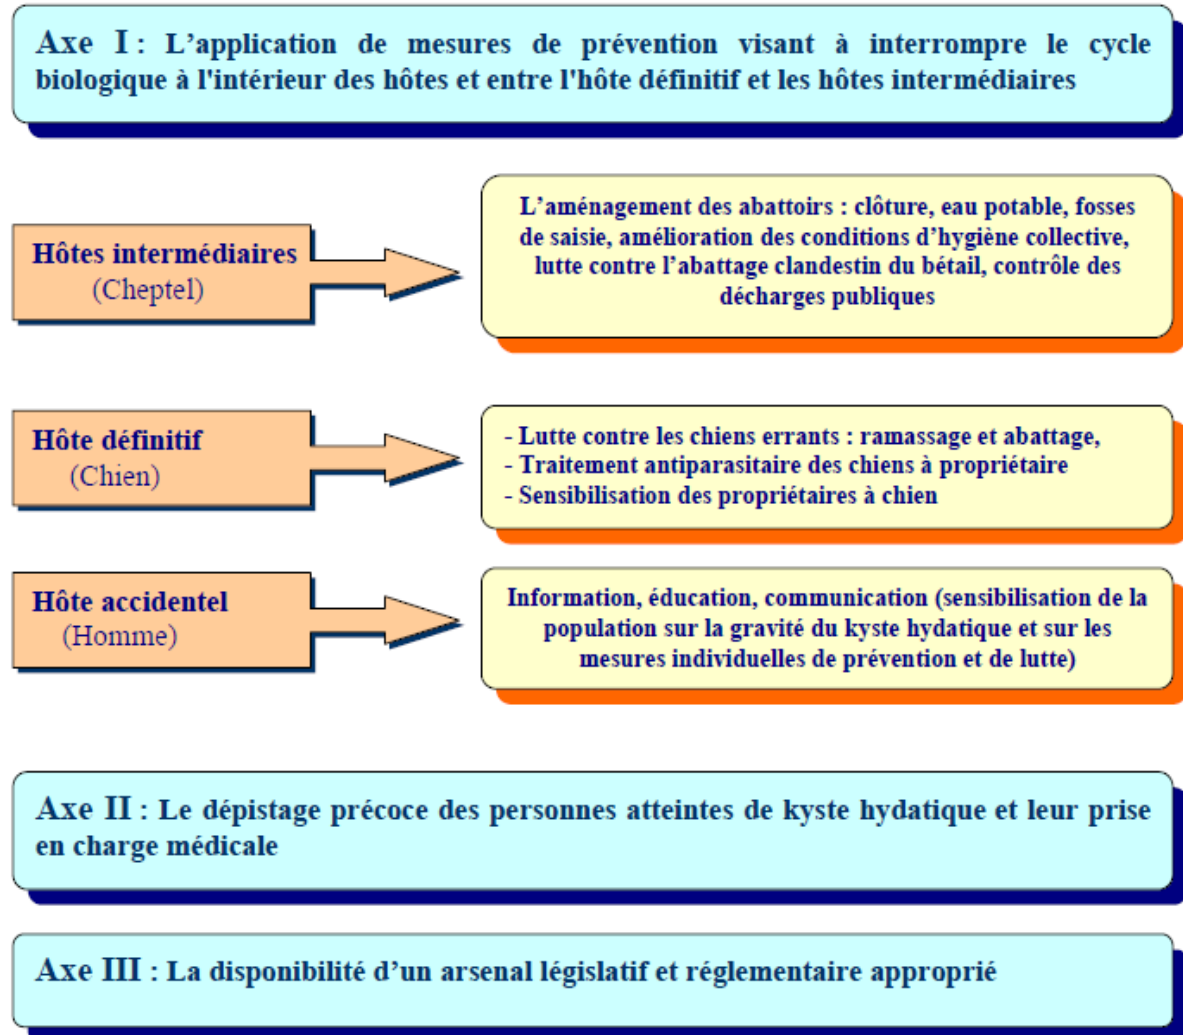 Axe I : L’application de mesures de prévention visant à interrompre le cycle
biologique à l'intérieur des hôtes et entre l'hôte définitif et les hôtes intermédiaires
Hôtes intermédiaires
(Cheptel)
L’aménagement des abattoirs : clôture, eau potable, fosses
de saisie, amélioration des conditions d’hygiène collective,
lutte contre l’abattage clandestin du bétail, contrôle des
décharges publiques
Hôte définitif
(Chien)
- Lutte contre les chiens errants : ramassage et abattage,
- Traitement antiparasitaire des chiens à propriétaire
- Sensibilisation des propriétaires à chien
Hôte accidentel
(Homme)
Information, éducation, communication (sensibilisation de la
population sur la gravité du kyste hydatique et sur les
mesures individuelles de prévention et de lutte)
Axe II : Le dépistage précoce des personnes atteintes de kyste hydatique et leur prise
en charge médicale
Axe III : La disponibilité d’un arsenal législatif et réglementaire approprié